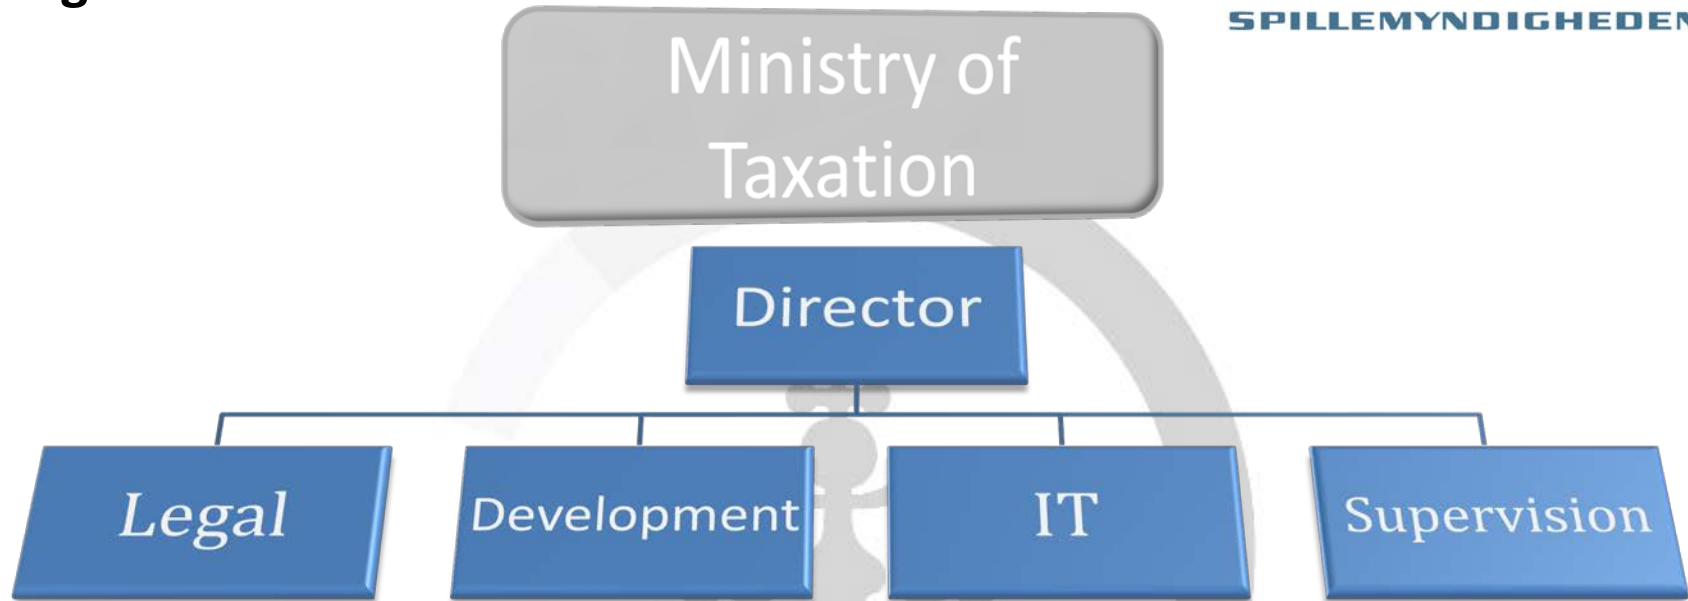 SPILLEMYNDIGHEDEN
Ministry of
Taxation
Director
Legal
Development
IT
Supervision